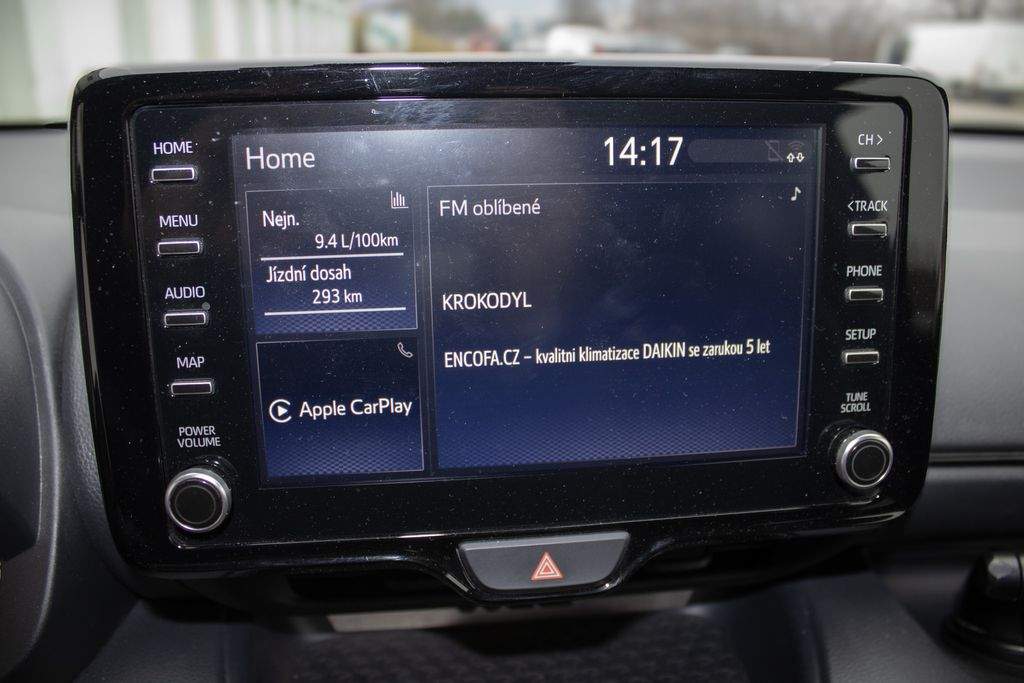 HOME
MENU
AUDIO
MAP
POWER
VOLUME
Home
14:17
Nejn.
9.4 L/100km
Jízdní dosah
293 km
Apple CarPlay
FM oblíbené
KROKODYL
ENCOFA.CZ – kvalitni klimatizace DAIKIN se zarukou 5 let
CH >
< TRACK
PHONE
SETUP
TUNE
SCROLL